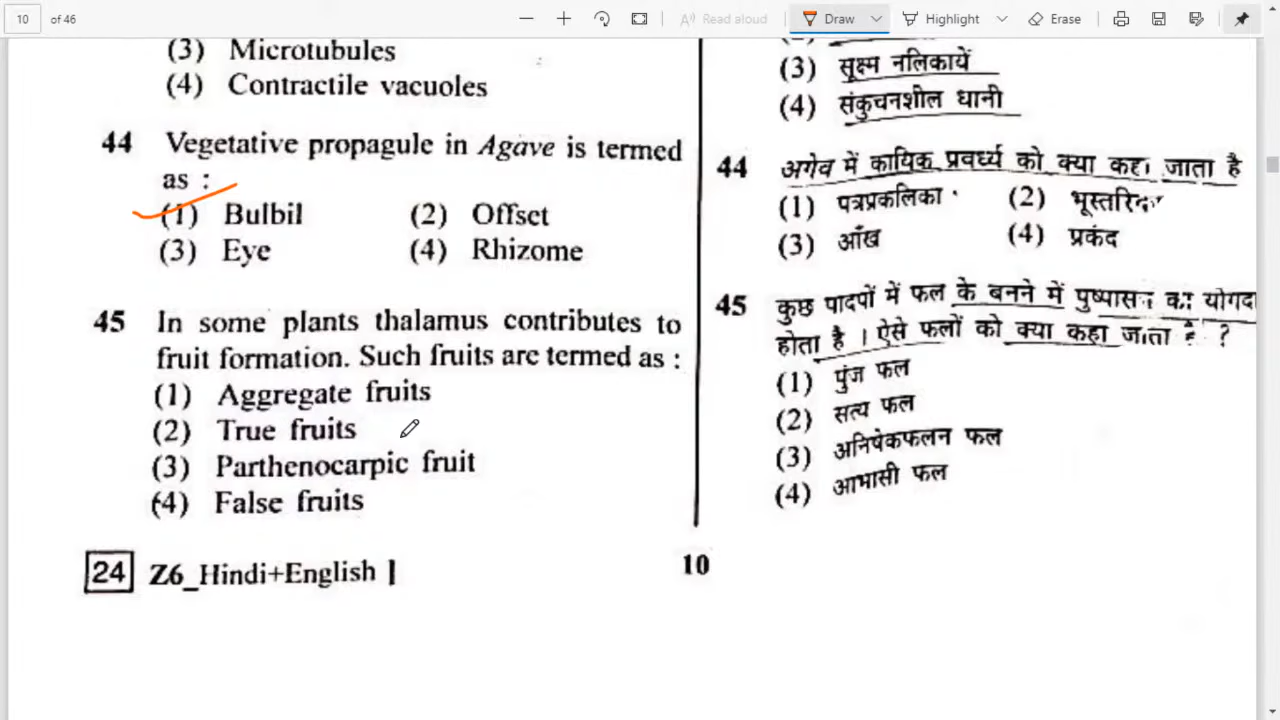 10 of 46
Read aloud
Draw
Highlight
Erase
(3) Microtubules
(4) Contractile vacuoles
44 Vegetative propagule in Agave is termed
as :
(1) Bulbil (2) Offset
(3) Eye (4) Rhizome
45 In some plants thalamus contributes to
fruit formation. Such fruits are termed as :
(1) Aggregate fruits
(2) True fruits
(3) Parthenocarpic fruit
(4) False fruits
(3) सूक्ष्म नलिकायें
(4) संकुचनशील धानी
44 अगेव में कायिक प्रवर्ध्य को क्या कहा जाता है
(1) पत्रप्रकलिका (2)
(3) आँख (4) प्रकंद
45 कुछ पादपों में फल के बनने में का
होता है । ऐसे फलों को क्या कहा जाता है ?
(1) पुंज फल
(2) सत्य फल
(3) अनिषेकफलन फल
(4) आभासी फल
24 Z6_Hindi+English ]
10